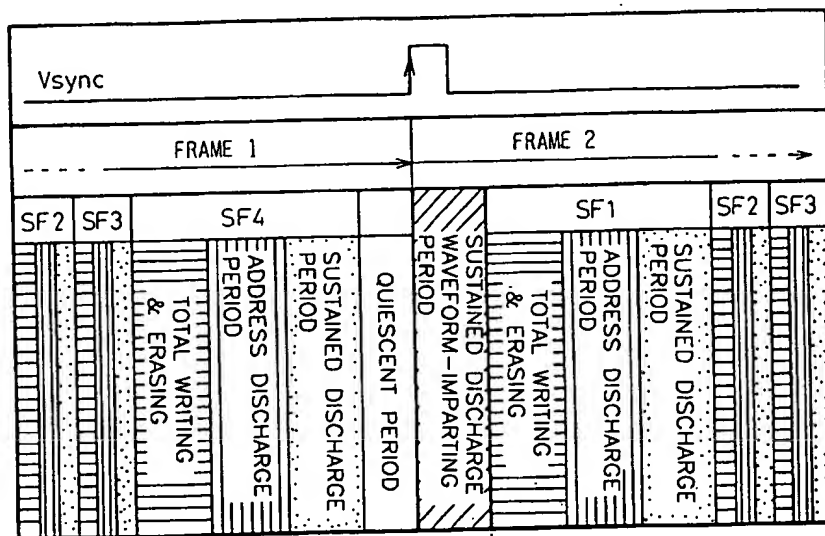 Vsync
FRAME 1
FRAME 2
SF2
SF3
SF4
SF1
SF2
SF3
TOTAL WRITING
& ERASING
ADDRESS DISCHARGE
PERIOD
SUSTAINED DISCHARGE
PERIOD
QUIESCENT PERIOD
SUSTAINED DISCHARGE
WAVEFORM-IMPARTING
PERIOD
TOTAL WRITING
& ERASING
ADDRESS DISCHARGE
PERIOD
SUSTAINED DISCHARGE
PERIOD